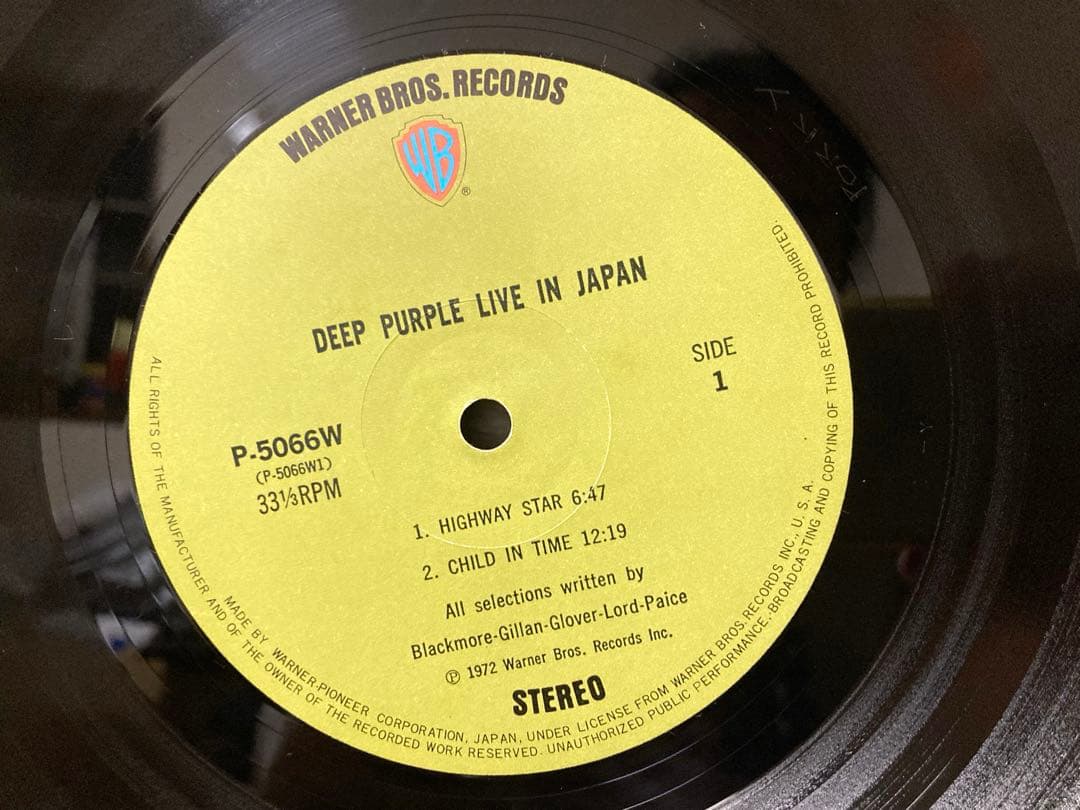 WARNER BROS. RECORDS
WB
®
DEEP PURPLE LIVE IN JAPAN
SIDE
1
P-5066W
(P-5066W1)
33⅓RPM
1. HIGHWAY STAR 6:47
2. CHILD IN TIME 12:19
All selections written by
Blackmore-Gillan-Glover-Lord-Paice
℗ 1972 Warner Bros. Records Inc.
STEREO
MADE BY WARNER-PIONEER CORPORATION, JAPAN, UNDER LICENSE FROM WARNER BROS. RECORDS INC., U. S. A.
ALL RIGHTS OF THE MANUFACTURER AND OF THE OWNER OF THE RECORDED WORK RESERVED. UNAUTHORIZED PUBLIC PERFORMANCE, BROADCASTING AND COPYING OF THIS RECORD PROHIBITED.